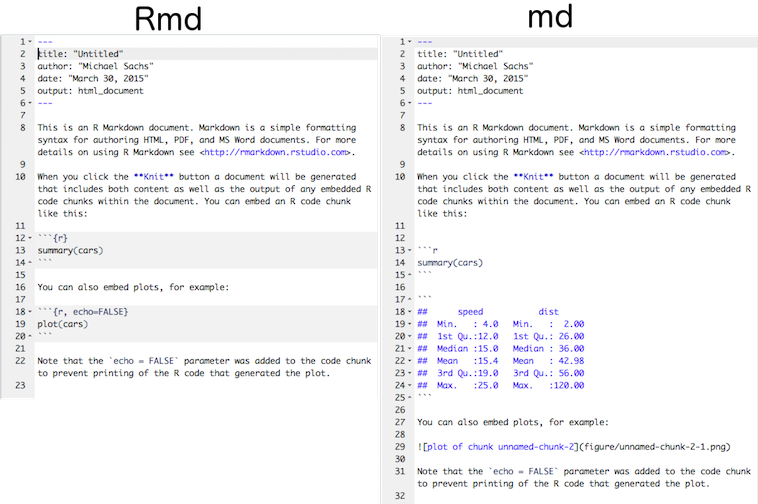 Rmd
1 ---
2 title: "Untitled"
3 author: "Michael Sachs"
4 date: "March 30, 2015"
5 output: html_document
6 ---
7
8 This is an R Markdown document. Markdown is a simple formatting
syntax for authoring HTML, PDF, and MS Word documents. For more
details on using R Markdown see <http://rmarkdown.rstudio.com>.
9
10 When you click the **Knit** button a document will be generated
that includes both content as well as the output of any embedded R
code chunks within the document. You can embed an R code chunk
like this:
11
12 ```{r}
13 summary(cars)
14 ```
15
16 You can also embed plots, for example:
17
18 ```{r, echo=FALSE}
19 plot(cars)
20 ```
21
22 Note that the `echo = FALSE` parameter was added to the code chunk
to prevent printing of the R code that generated the plot.
23
md
1 ---
2 title: "Untitled"
3 author: "Michael Sachs"
4 date: "March 30, 2015"
5 output: html_document
6 ---
7
8 This is an R Markdown document. Markdown is a simple formatting
syntax for authoring HTML, PDF, and MS Word documents. For more
details on using R Markdown see <http://rmarkdown.rstudio.com>.
9
10 When you click the **Knit** button a document will be generated
that includes both content as well as the output of any embedded R
code chunks within the document. You can embed an R code chunk
like this:
11
12
13 ```r
14 summary(cars)
15 ```
16
17 ```
18 ##      speed           dist
19 ##  Min.   : 4.0   Min.   :  2.00
20 ##  1st Qu.:12.0   1st Qu.: 26.00
21 ##  Median :15.0   Median : 36.00
22 ##  Mean   :15.4   Mean   : 42.98
23 ##  3rd Qu.:19.0   3rd Qu.: 56.00
24 ##  Max.   :25.0   Max.   :120.00
25 ```
26
27 You can also embed plots, for example:
28
29 ![plot of chunk unnamed-chunk-2](figure/unnamed-chunk-2-1.png)
30
31 Note that the `echo = FALSE` parameter was added to the code chunk
to prevent printing of the R code that generated the plot.
32